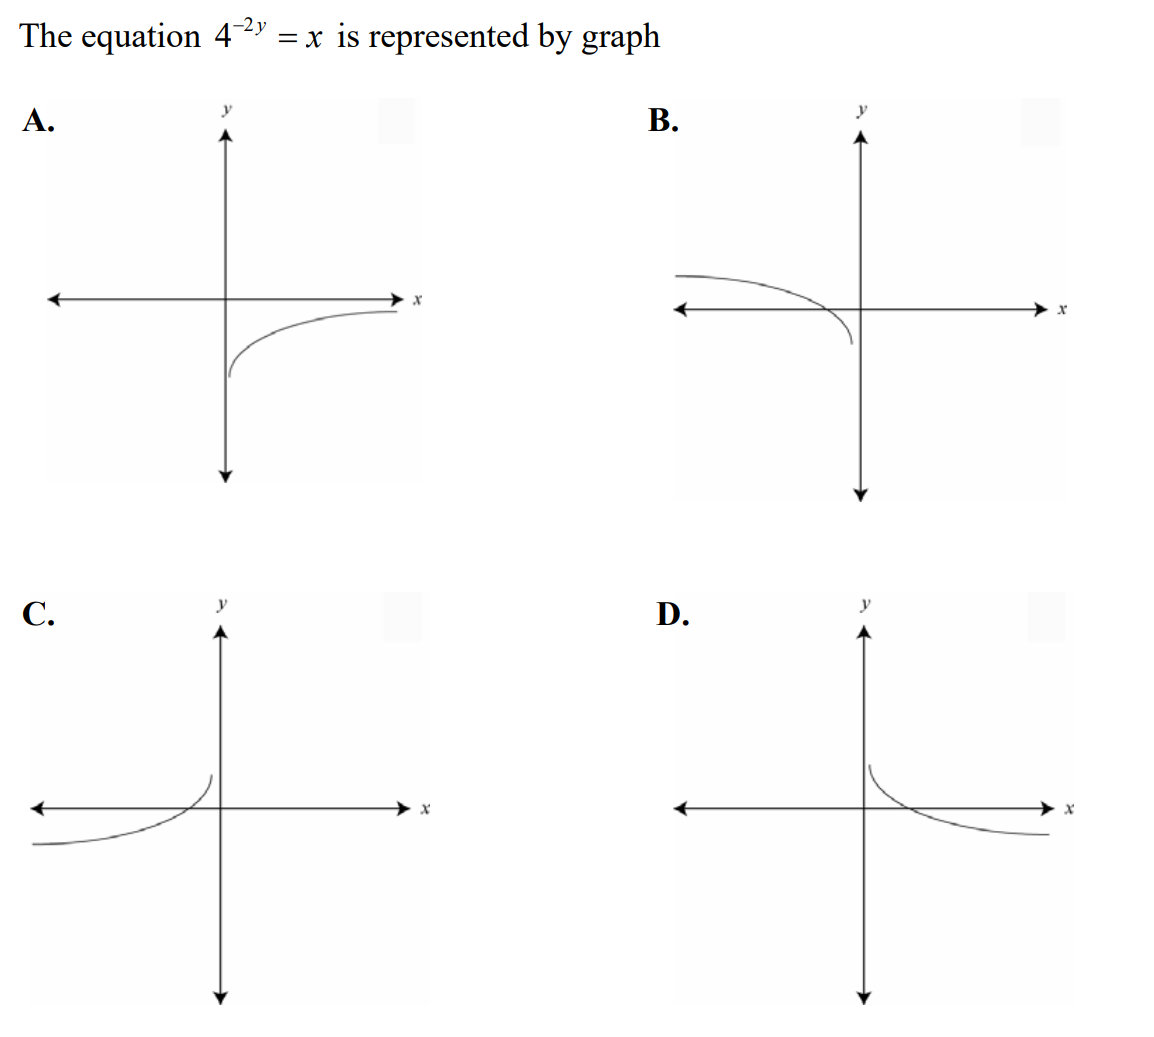 The equation 4^{-2y} = x is represented by graph
A.
B.
y
y
x
x
C.
D.
y
y
x
x